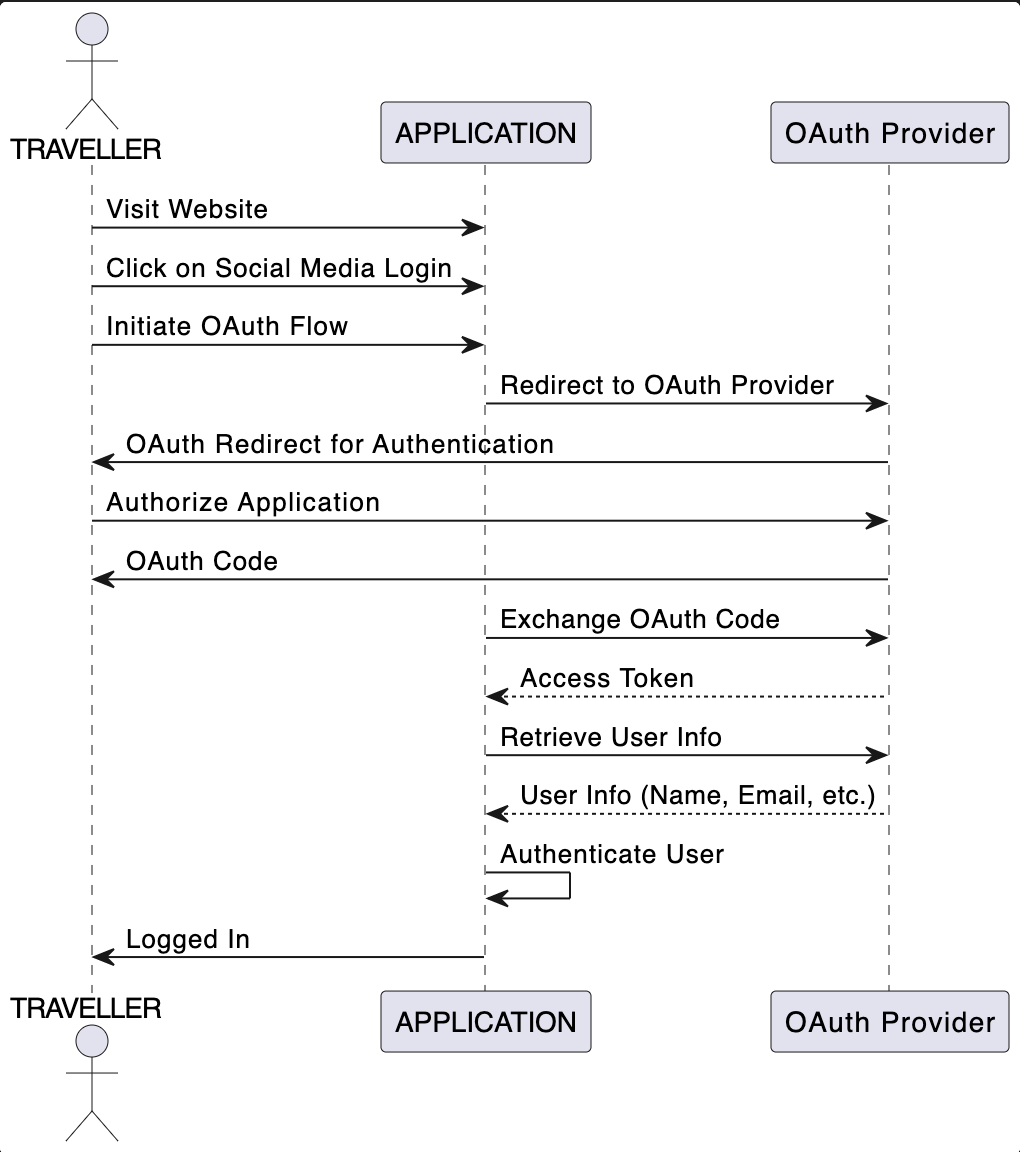 TRAVELLER
APPLICATION
OAuth Provider
Visit Website
Click on Social Media Login
Initiate OAuth Flow
Redirect to OAuth Provider
OAuth Redirect for Authentication
Authorize Application
OAuth Code
Exchange OAuth Code
Access Token
Retrieve User Info
User Info (Name, Email, etc.)
Authenticate User
Logged In
TRAVELLER
APPLICATION
OAuth Provider